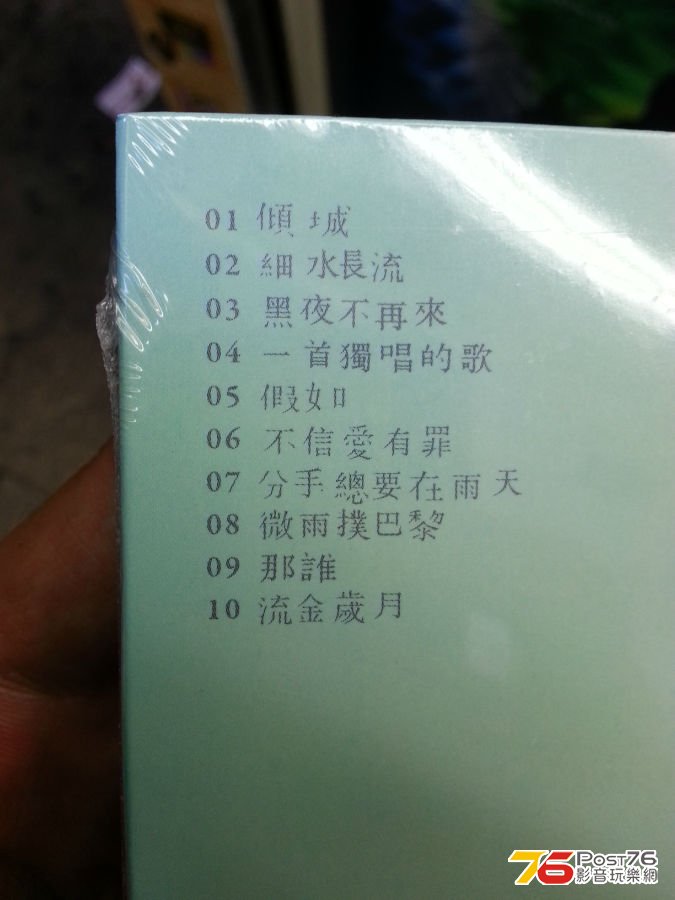 01 傾城
02 細水長流
03 黑夜不再來
04 一首獨唱的歌
05 假如
06 不信愛有罪
07 分手總要在雨天
08 微雨撲巴黎
09 那誰
10 流金歲月
76 Post76
影音玩樂網